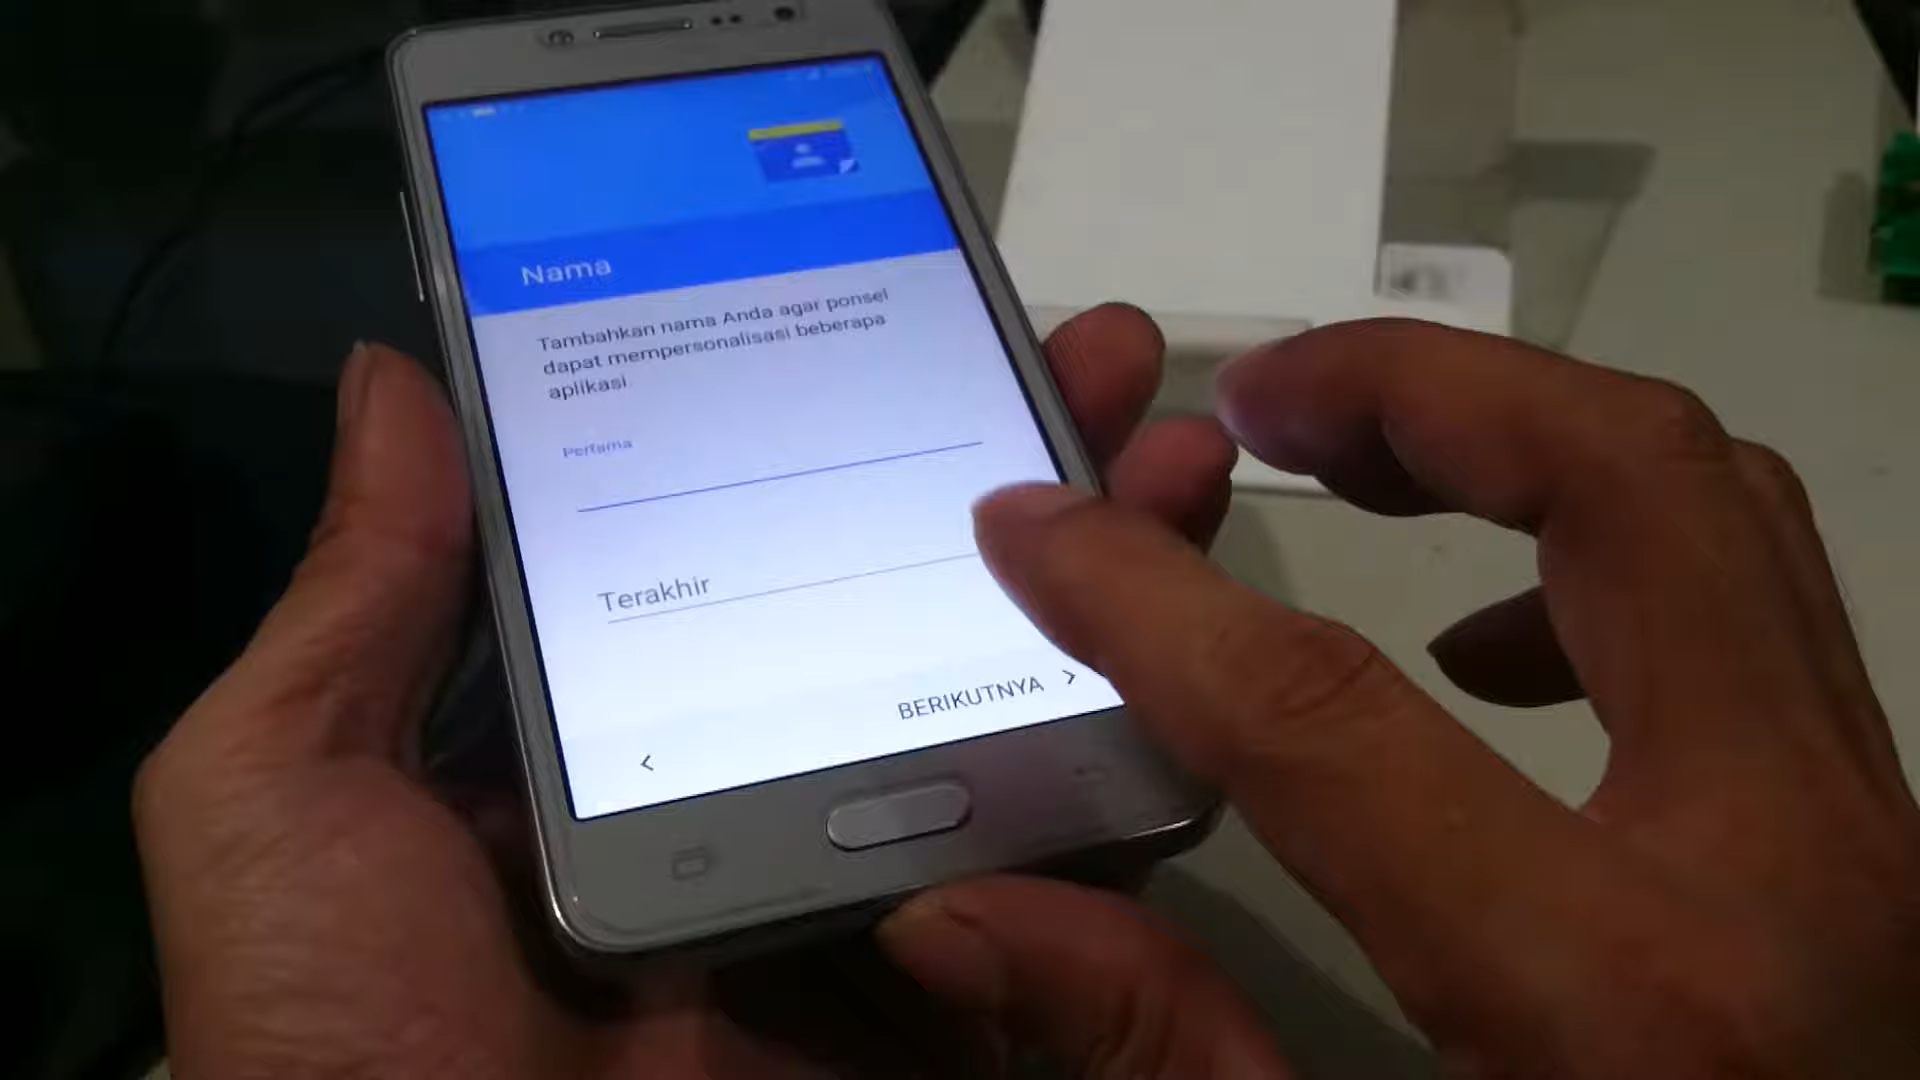 Nama
Tambahkan nama Anda agar ponsel
dapat mempersonalisasi beberapa
aplikasi.
Pertama
Terakhir
BERIKUTNYA